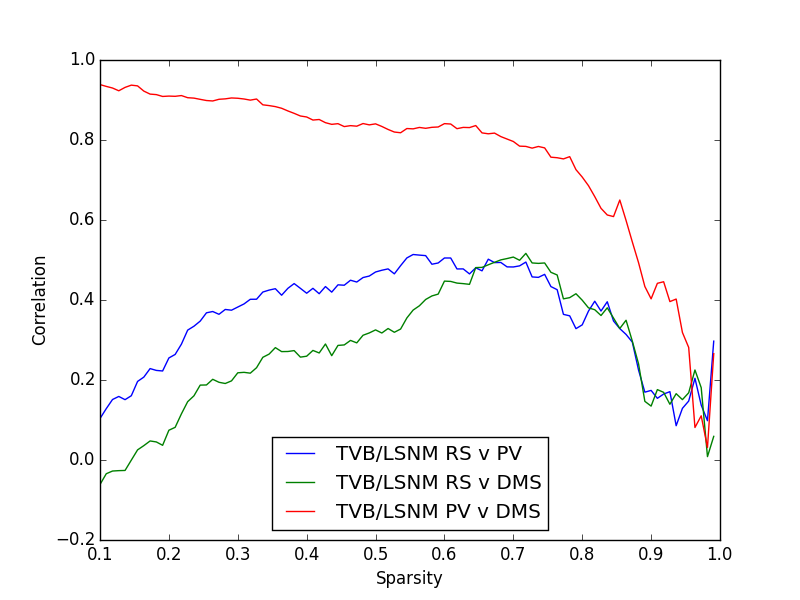 1.0
0.8
0.6
0.4
0.2
0.0
−0.2
Correlation
TVB/LSNM RS v PV
TVB/LSNM RS v DMS
TVB/LSNM PV v DMS
0.1 0.2 0.3 0.4 0.5 0.6 0.7 0.8 0.9 1.0
Sparsity